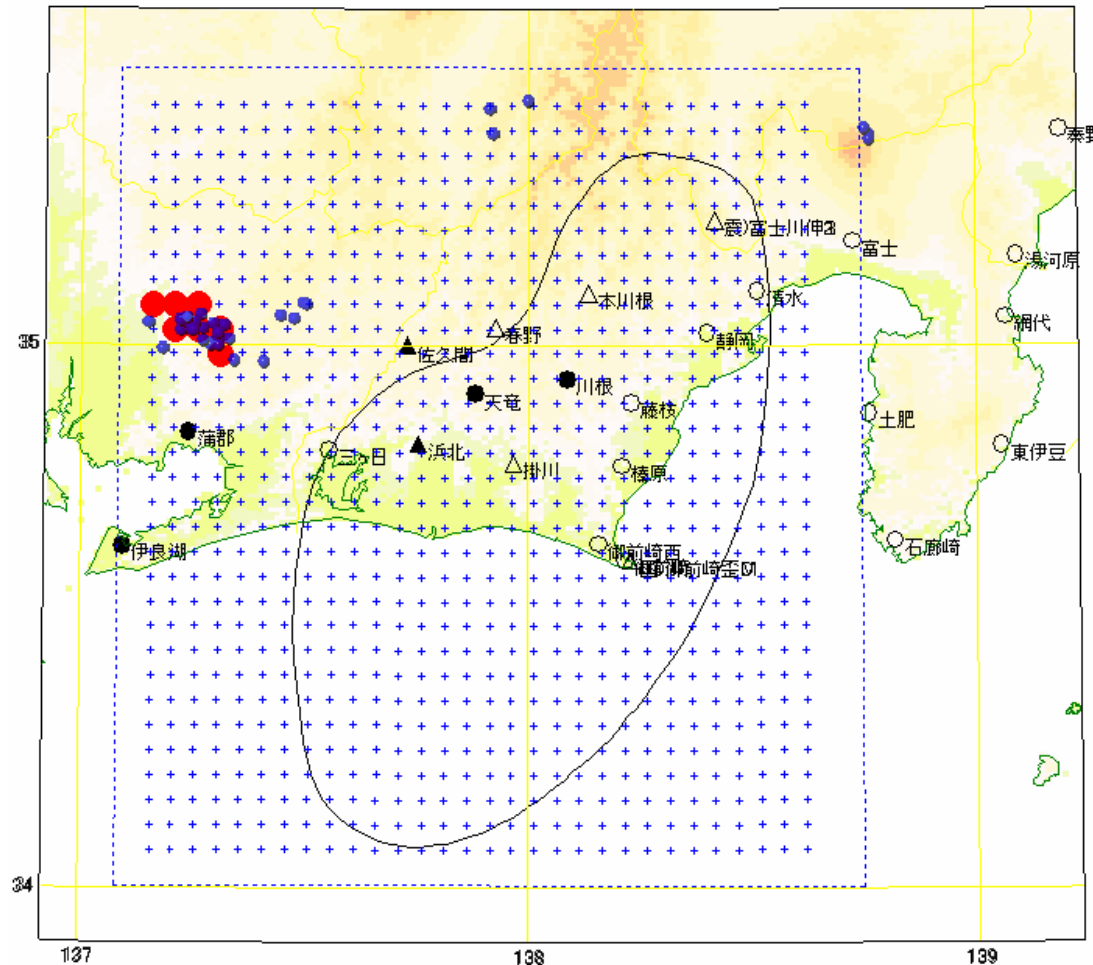 秦野
震)富士川(伸3
富士
湯河原
本川根
清水
網代
春野
静岡
35
佐久間
川根
天竜
藤枝
土肥
蒲郡
浜北
三ヶ日
東伊豆
掛川
榛原
石廊崎
伊良湖
御前崎西
34
137
138
139